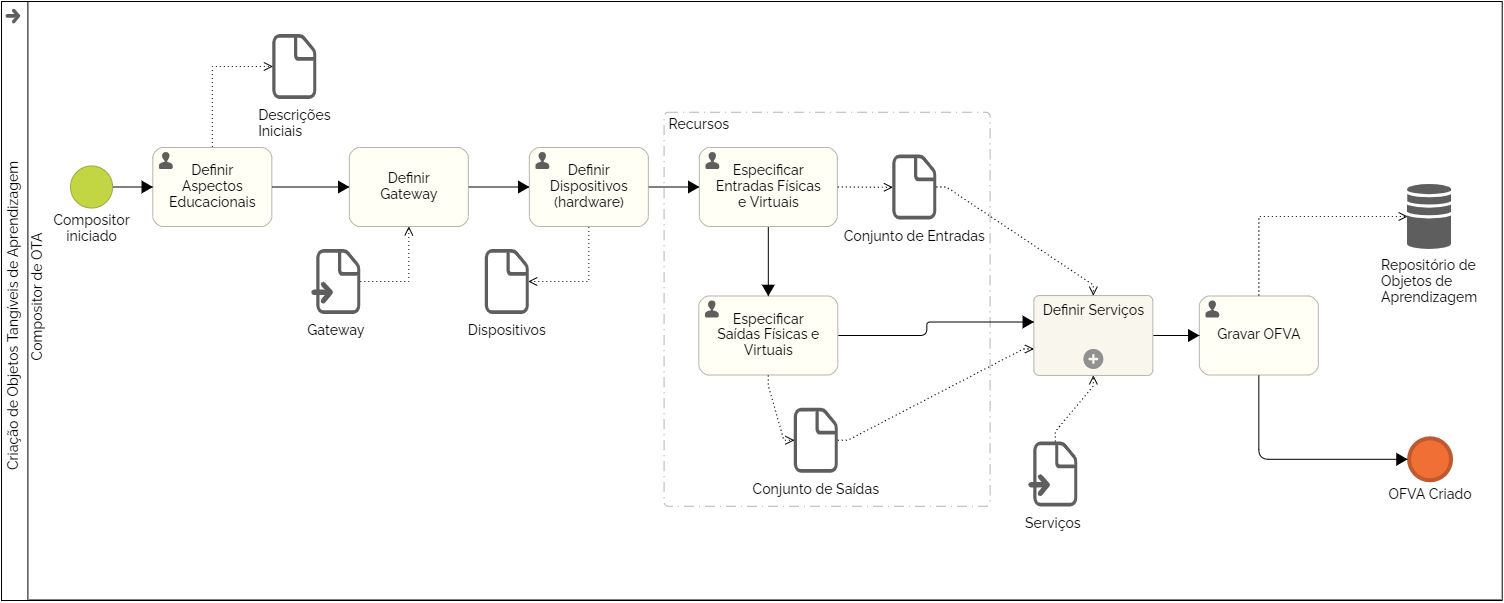 Criação de Objetos Tangíveis de Aprendizagem
Compositor de OTA
Compositor
iniciado
Descrições
Iniciais
Definir
Aspectos
Educacionais
Definir
Gateway
Gateway
Definir
Dispositivos
(hardware)
Dispositivos
Recursos
Especificar
Entradas Físicas
e Virtuais
Conjunto de Entradas
Especificar
Saídas Físicas e
Virtuais
Conjunto de Saídas
Definir Serviços
Serviços
Gravar OFVA
Repositório de
Objetos de
Aprendizagem
OFVA Criado